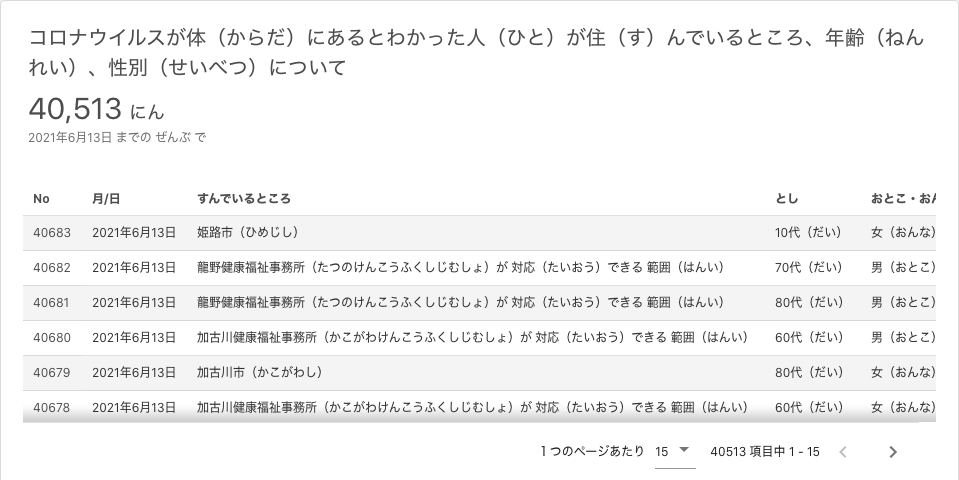 コロナウイルスが体（からだ）にあるとわかった人（ひと）が住（す）んでいるところ、年齢（ねん
れい）、性別（せいべつ）について
40,513 にん
2021年6月13日 までの ぜんぶ で
No 月/日 すんでいるところ とし おとこ・おん
40683 2021年6月13日 姫路市（ひめじし） 10代（だい） 女（おんな）
40682 2021年6月13日 龍野健康福祉事務所（たつのけんこうふくしじむしょ）が 対応（たいおう）できる 範囲（はんい） 70代（だい） 男（おとこ）
40681 2021年6月13日 龍野健康福祉事務所（たつのけんこうふくしじむしょ）が 対応（たいおう）できる 範囲（はんい） 80代（だい） 男（おとこ）
40680 2021年6月13日 加古川健康福祉事務所（かこがわけんこうふくしじむしょ）が 対応（たいおう）できる 範囲（はんい） 60代（だい） 男（おとこ）
40679 2021年6月13日 加古川市（かこがわし） 80代（だい） 女（おんな）
40678 2021年6月13日 加古川健康福祉事務所（かこがわけんこうふくしじむしょ）が 対応（たいおう）できる 範囲（はんい） 60代（だい） 女（おんな）
1 つのページあたり 15 40513 項目中 1 - 15